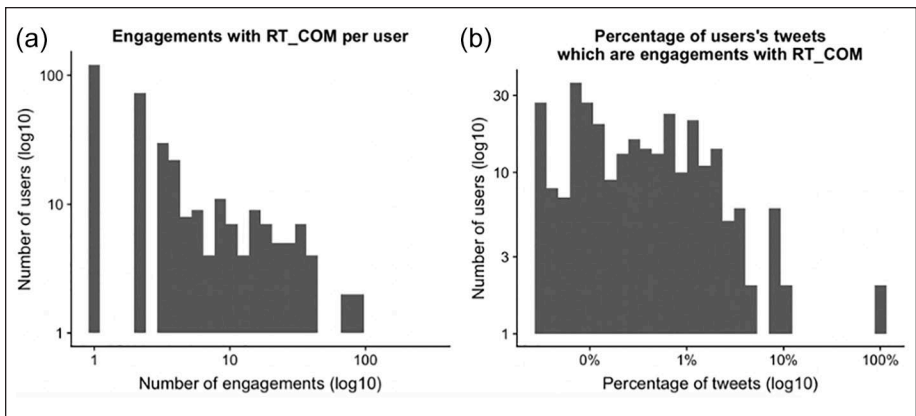 (a)
Engagements with RT_COM per user
Number of users (log10)
100
10
1
1 10 100
Number of engagements (log10)
(b)
Percentage of users's tweets
which are engagements with RT_COM
Number of users (log10)
30
10
3
1
0% 1% 10% 100%
Percentage of tweets (log10)